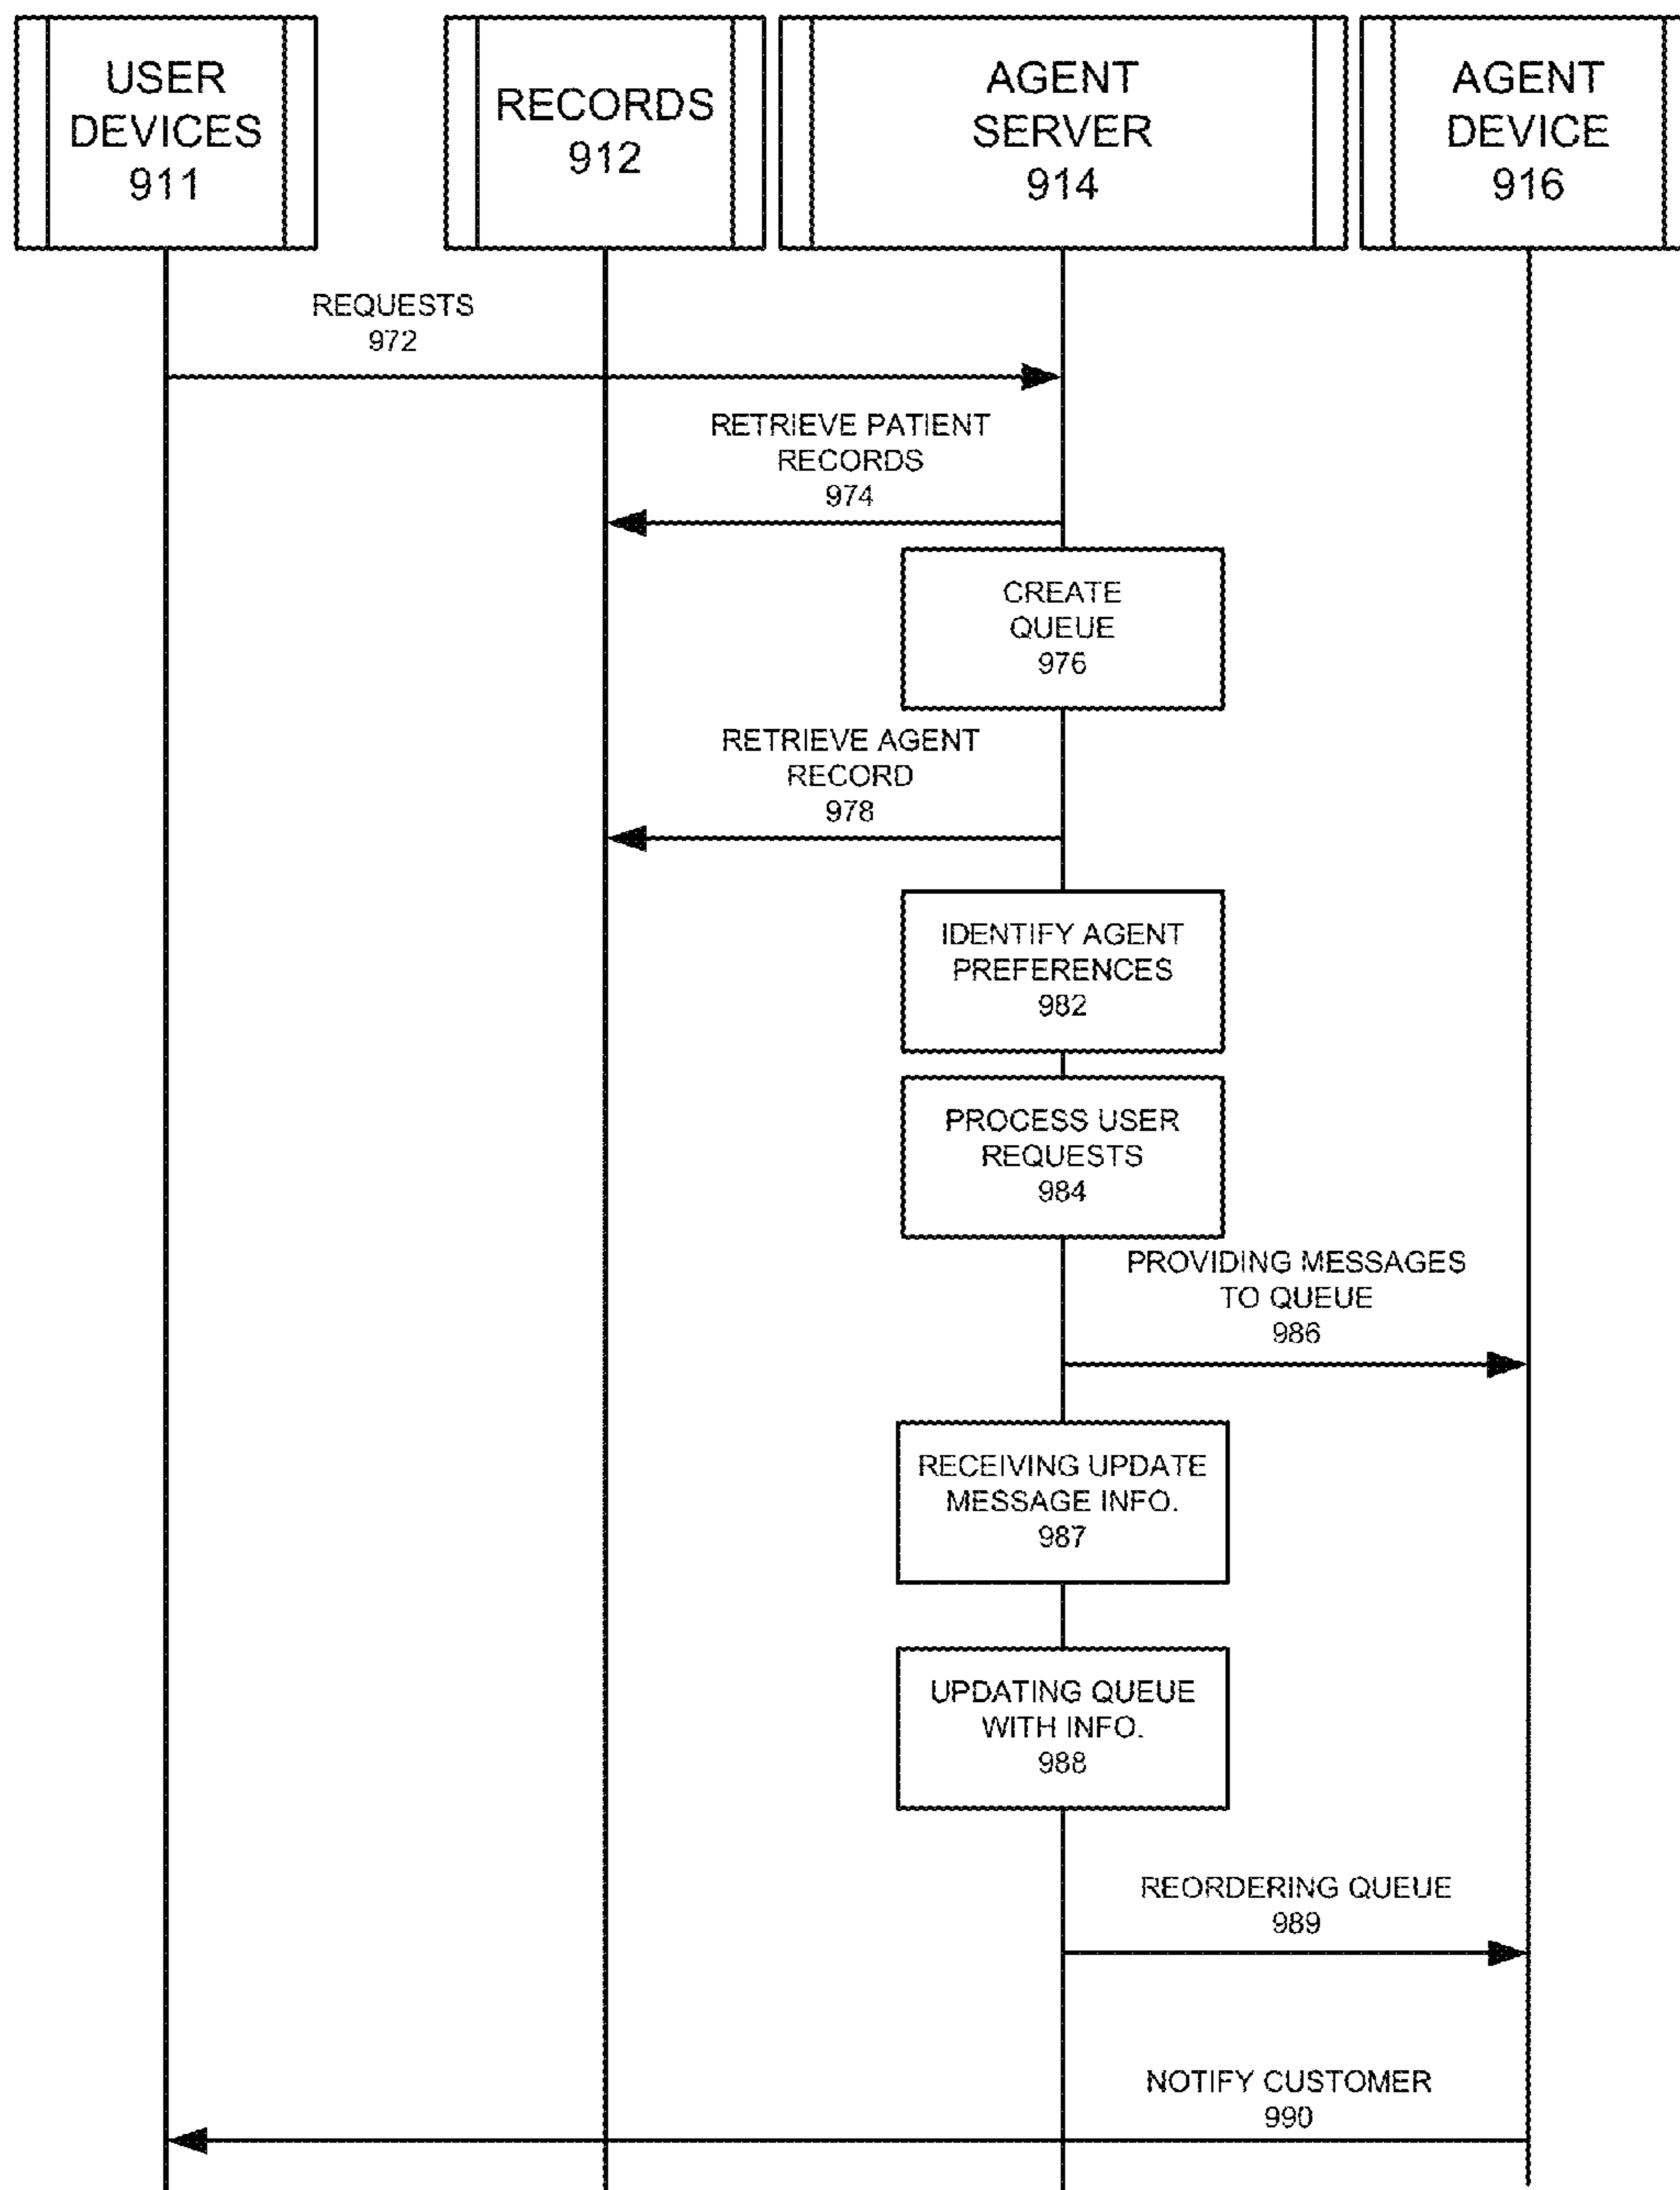 USER
DEVICES
911
RECORDS
912
AGENT
SERVER
914
AGENT
DEVICE
916
REQUESTS
972
RETRIEVE PATIENT
RECORDS
974
CREATE
QUEUE
976
RETRIEVE AGENT
RECORD
978
IDENTIFY AGENT
PREFERENCES
982
PROCESS USER
REQUESTS
984
PROVIDING MESSAGES
TO QUEUE
986
RECEIVING UPDATE
MESSAGE INFO.
987
UPDATING QUEUE
WITH INFO.
988
REORDERING QUEUE
989
NOTIFY CUSTOMER
990